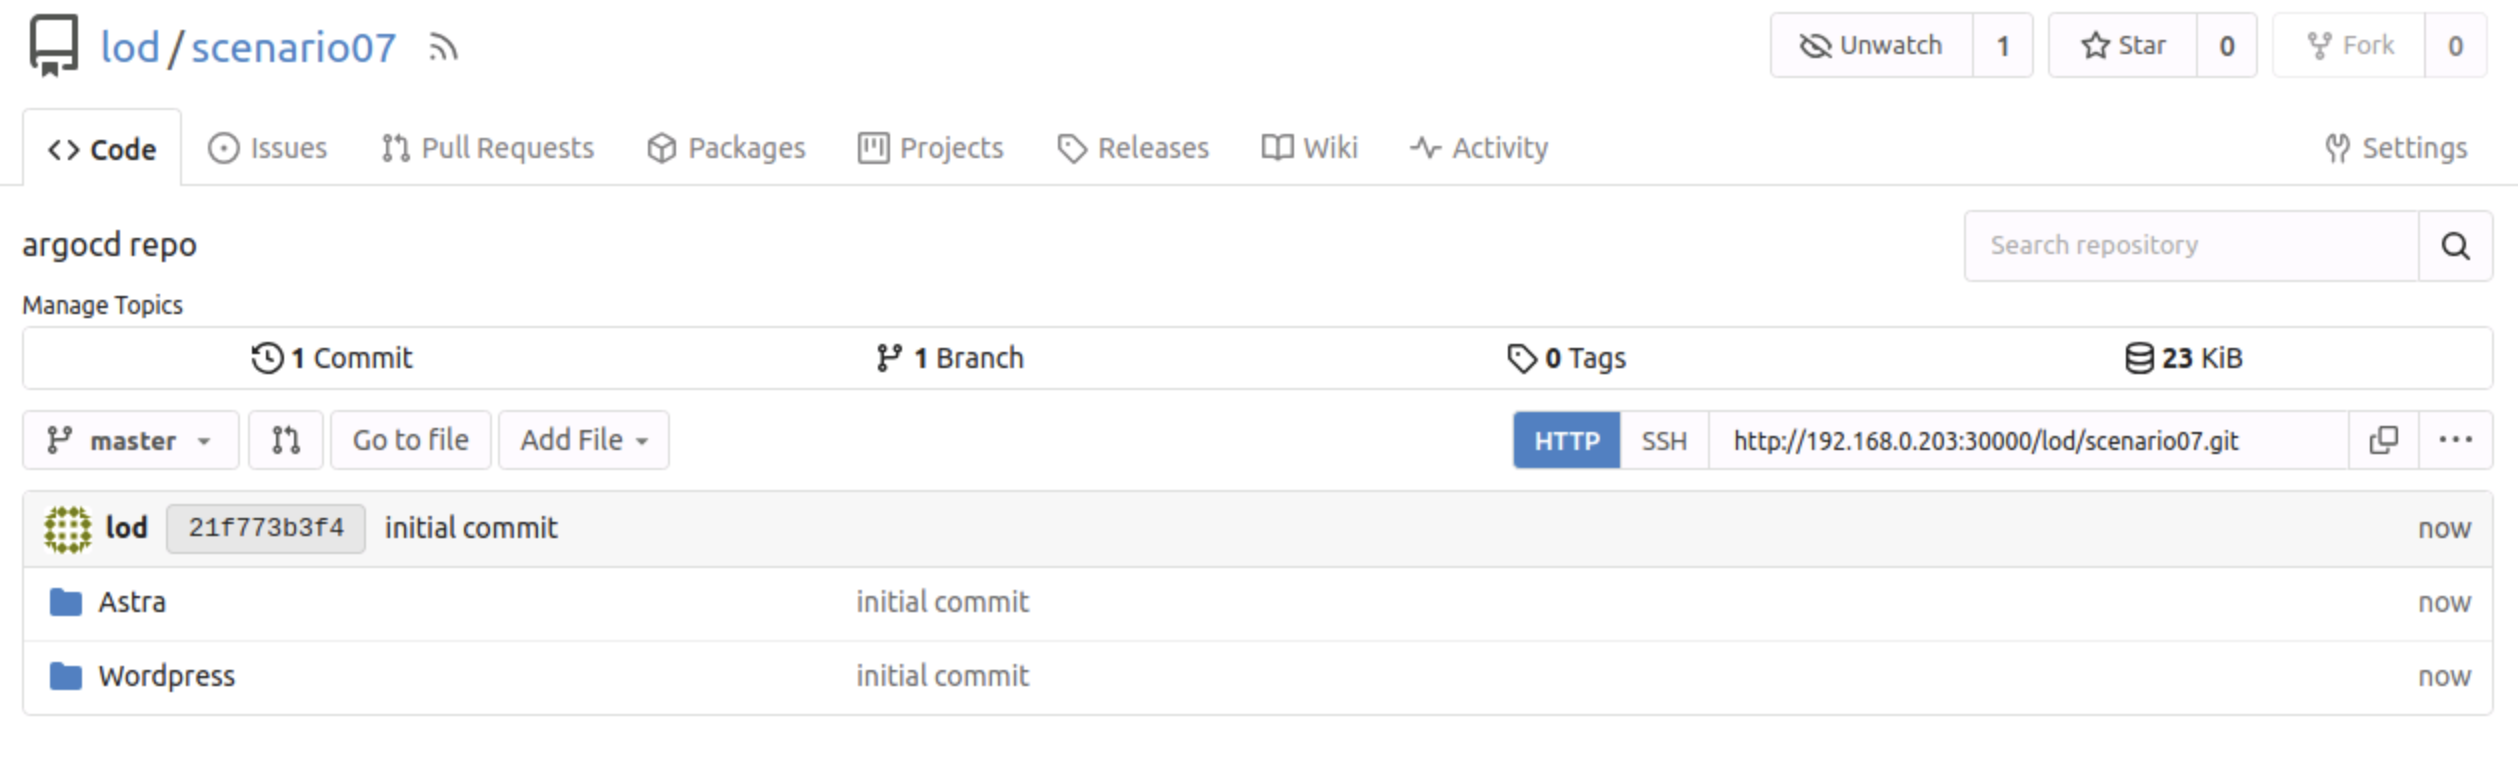 lod / scenario07 Unwatch 1 Star 0 Fork 0
Code Issues Pull Requests Packages Projects Releases Wiki Activity Settings
argocd repo Search repository
Manage Topics
1 Commit 1 Branch 0 Tags 23 KiB
master Go to file Add File HTTP SSH http://192.168.0.203:30000/lod/scenario07.git
lod 21f773b3f4 initial commit now
Astra initial commit now
Wordpress initial commit now